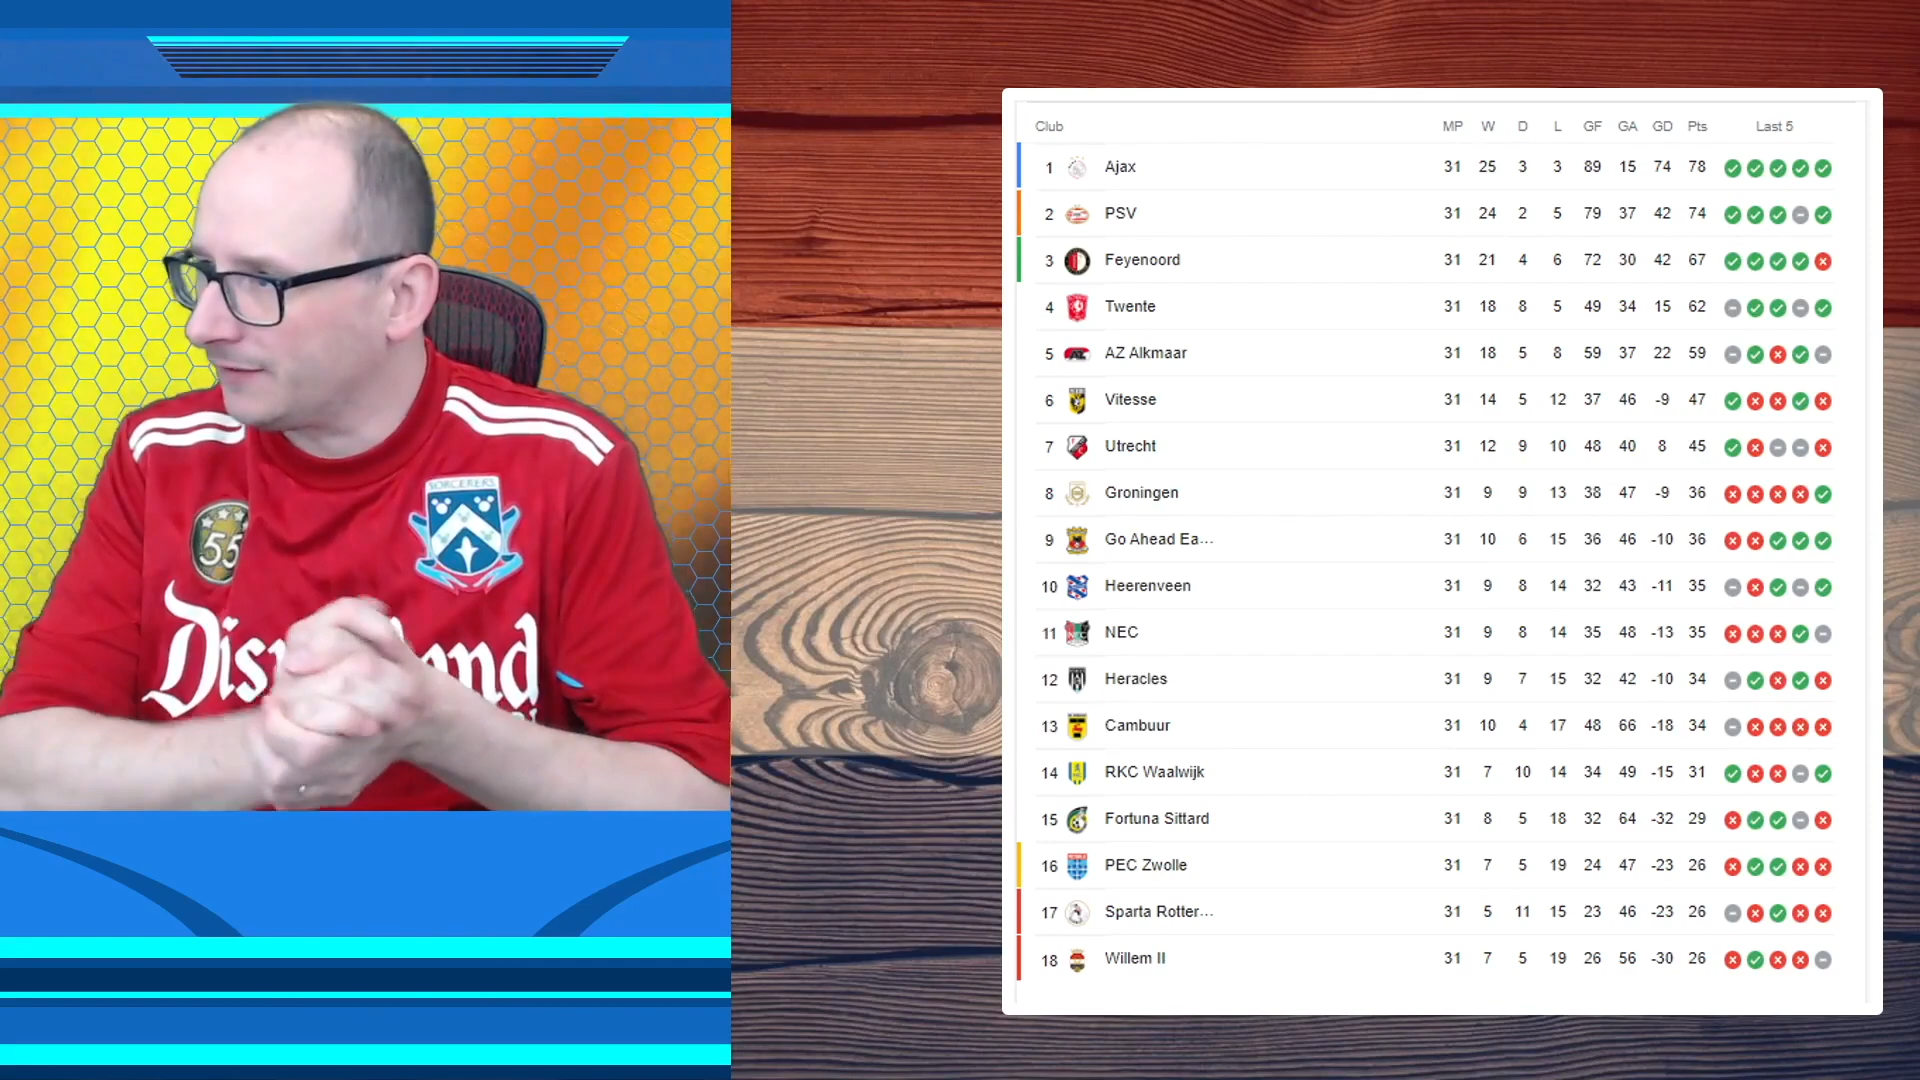 SORCERERS
55
Club MP W D L GF GA GD Pts Last 5
1 Ajax 31 25 3 3 89 15 74 78
2 PSV 31 24 2 5 79 37 42 74
3 Feyenoord 31 21 4 6 72 30 42 67
4 Twente 31 18 8 5 49 34 15 62
5 AZ Alkmaar 31 18 5 8 59 37 22 59
6 Vitesse 31 14 5 12 37 46 -9 47
7 Utrecht 31 12 9 10 48 40 8 45
8 Groningen 31 9 9 13 38 47 -9 36
9 Go Ahead Ea... 31 10 6 15 36 46 -10 36
10 Heerenveen 31 9 8 14 32 43 -11 35
11 NEC 31 9 8 14 35 48 -13 35
12 Heracles 31 9 7 15 32 42 -10 34
13 Cambuur 31 10 4 17 48 66 -18 34
14 RKC Waalwijk 31 7 10 14 34 49 -15 31
15 Fortuna Sittard 31 8 5 18 32 64 -32 29
16 PEC Zwolle 31 7 5 19 24 47 -23 26
17 Sparta Rotter... 31 5 11 15 23 46 -23 26
18 Willem II 31 7 5 19 26 56 -30 26